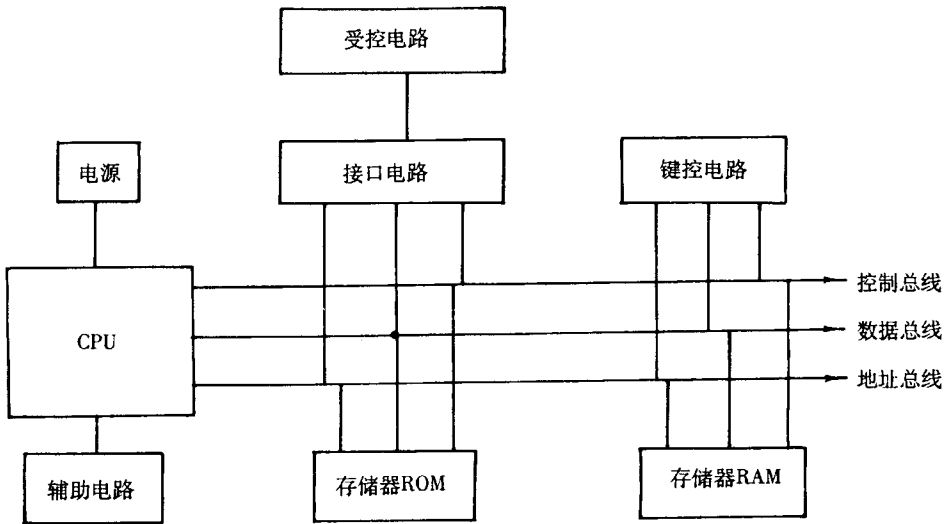 受控电路
电源
接口电路
键控电路
控制总线
CPU
数据总线
地址总线
辅助电路
存储器ROM
存储器RAM